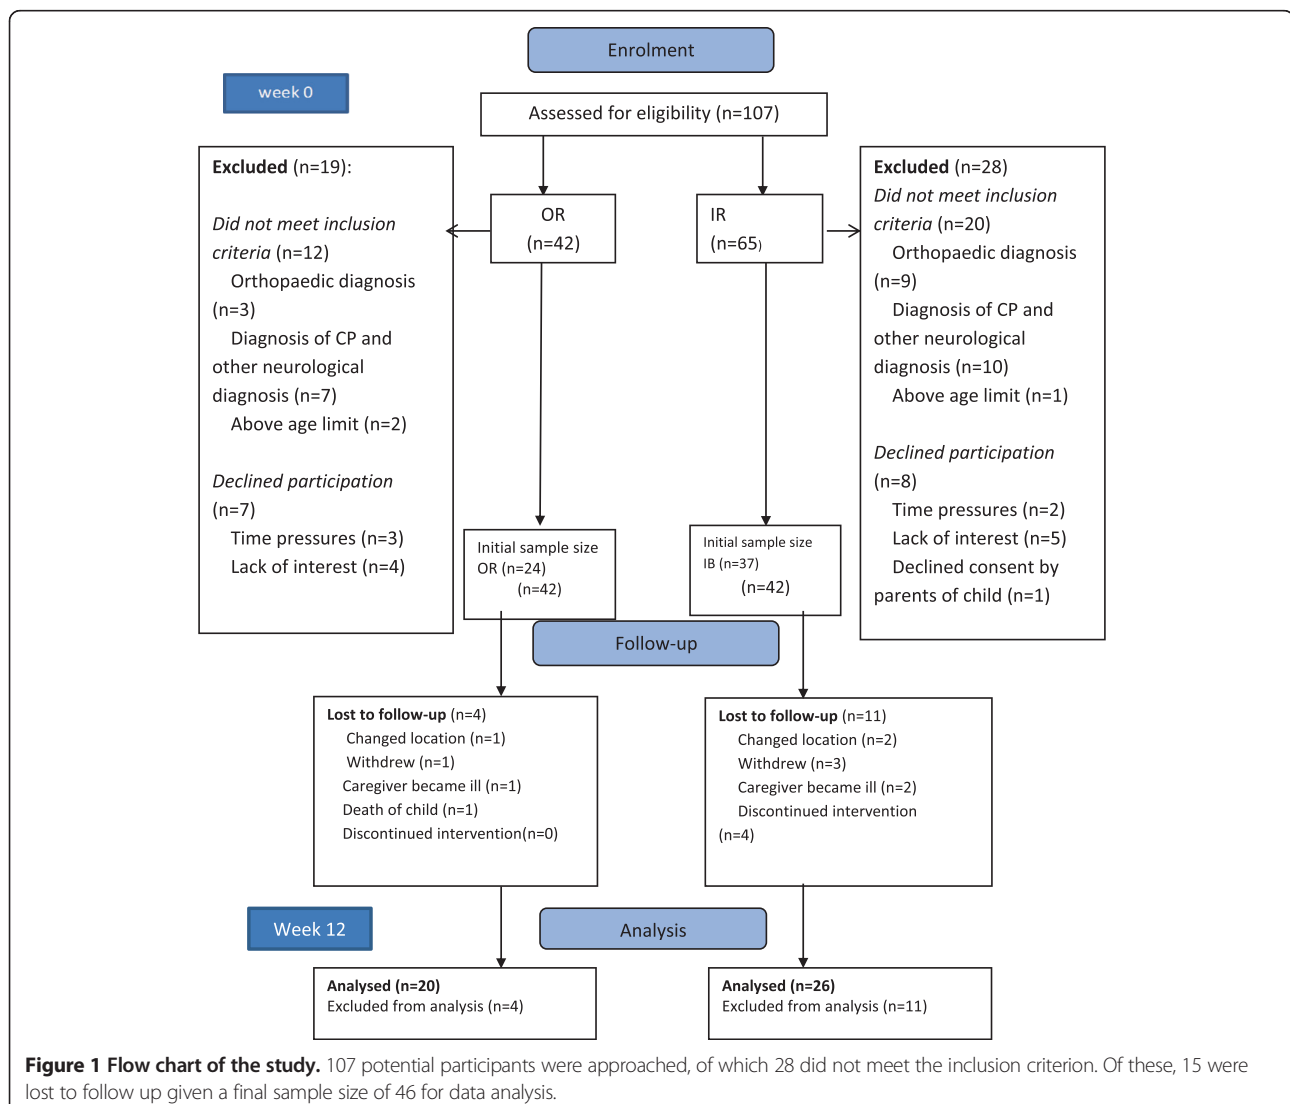 Enrolment
week 0
Assessed for eligibility (n=107)
Excluded (n=19):
Did not meet inclusion
criteria (n=12)
Orthopaedic diagnosis
(n=3)
Diagnosis of CP and
other neurological
diagnosis (n=7)
Above age limit (n=2)
Declined participation
(n=7)
Time pressures (n=3)
Lack of interest (n=4)
OR
(n=42)
IR
(n=65)
Excluded (n=28)
Did not meet inclusion
criteria (n=20)
Orthopaedic diagnosis
(n=9)
Diagnosis of CP and
other neurological
diagnosis (n=10)
Above age limit (n=1)
Declined participation
(n=8)
Time pressures (n=2)
Lack of interest (n=5)
Declined consent by
parents of child (n=1)
Initial sample size
OR (n=24)
(n=42)
Initial sample size
IB (n=37)
(n=42)
Follow-up
Lost to follow-up (n=4)
Changed location (n=1)
Withdrew (n=1)
Caregiver became ill (n=1)
Death of child (n=1)
Discontinued intervention(n=0)
Lost to follow-up (n=11)
Changed location (n=2)
Withdrew (n=3)
Caregiver became ill (n=2)
Discontinued intervention
(n=4)
Week 12
Analysis
Analysed (n=20)
Excluded from analysis (n=4)
Analysed (n=26)
Excluded from analysis (n=11)
Figure 1 Flow chart of the study. 107 potential participants were approached, of which 28 did not meet the inclusion criterion. Of these, 15 were
lost to follow up given a final sample size of 46 for data analysis.